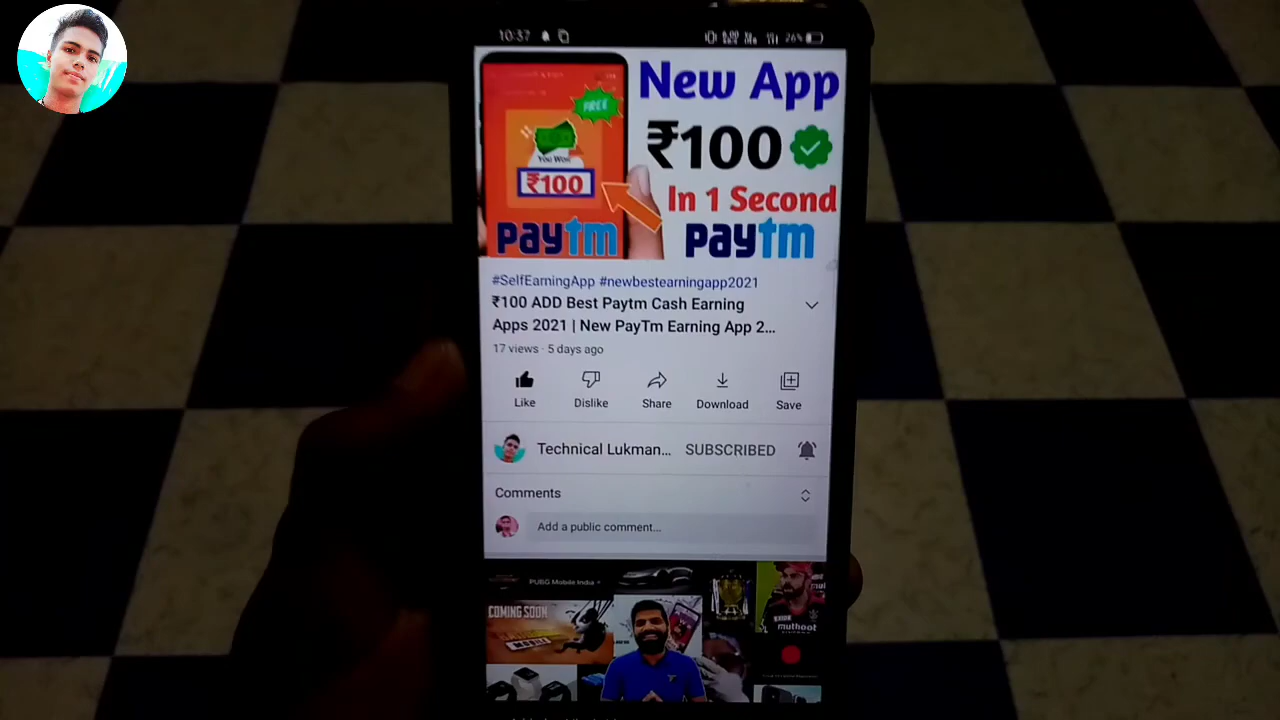 10:37
26%
New App
₹100
In 1 Second
paytm
FREE
You Won
₹100
paytm
#SelfEarningApp #newbestearningapp2021
₹100 ADD Best Paytm Cash Earning
Apps 2021 | New PayTm Earning App 2...
17 views · 5 days ago
Like
Dislike
Share
Download
Save
Technical Lukman...
SUBSCRIBED
Comments
Add a public comment...
PUBG Mobile India
COMING SOON
muthoot